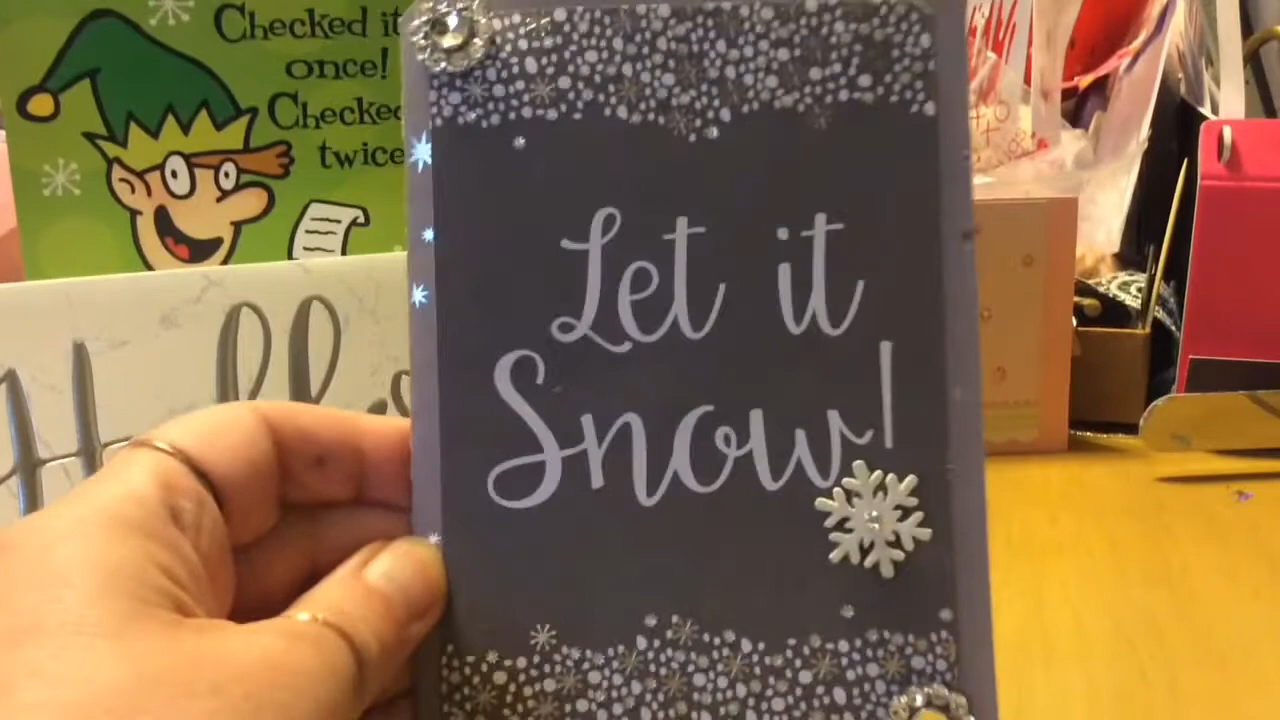 Checked it
once!
Checked
twice
Let it
Snow!